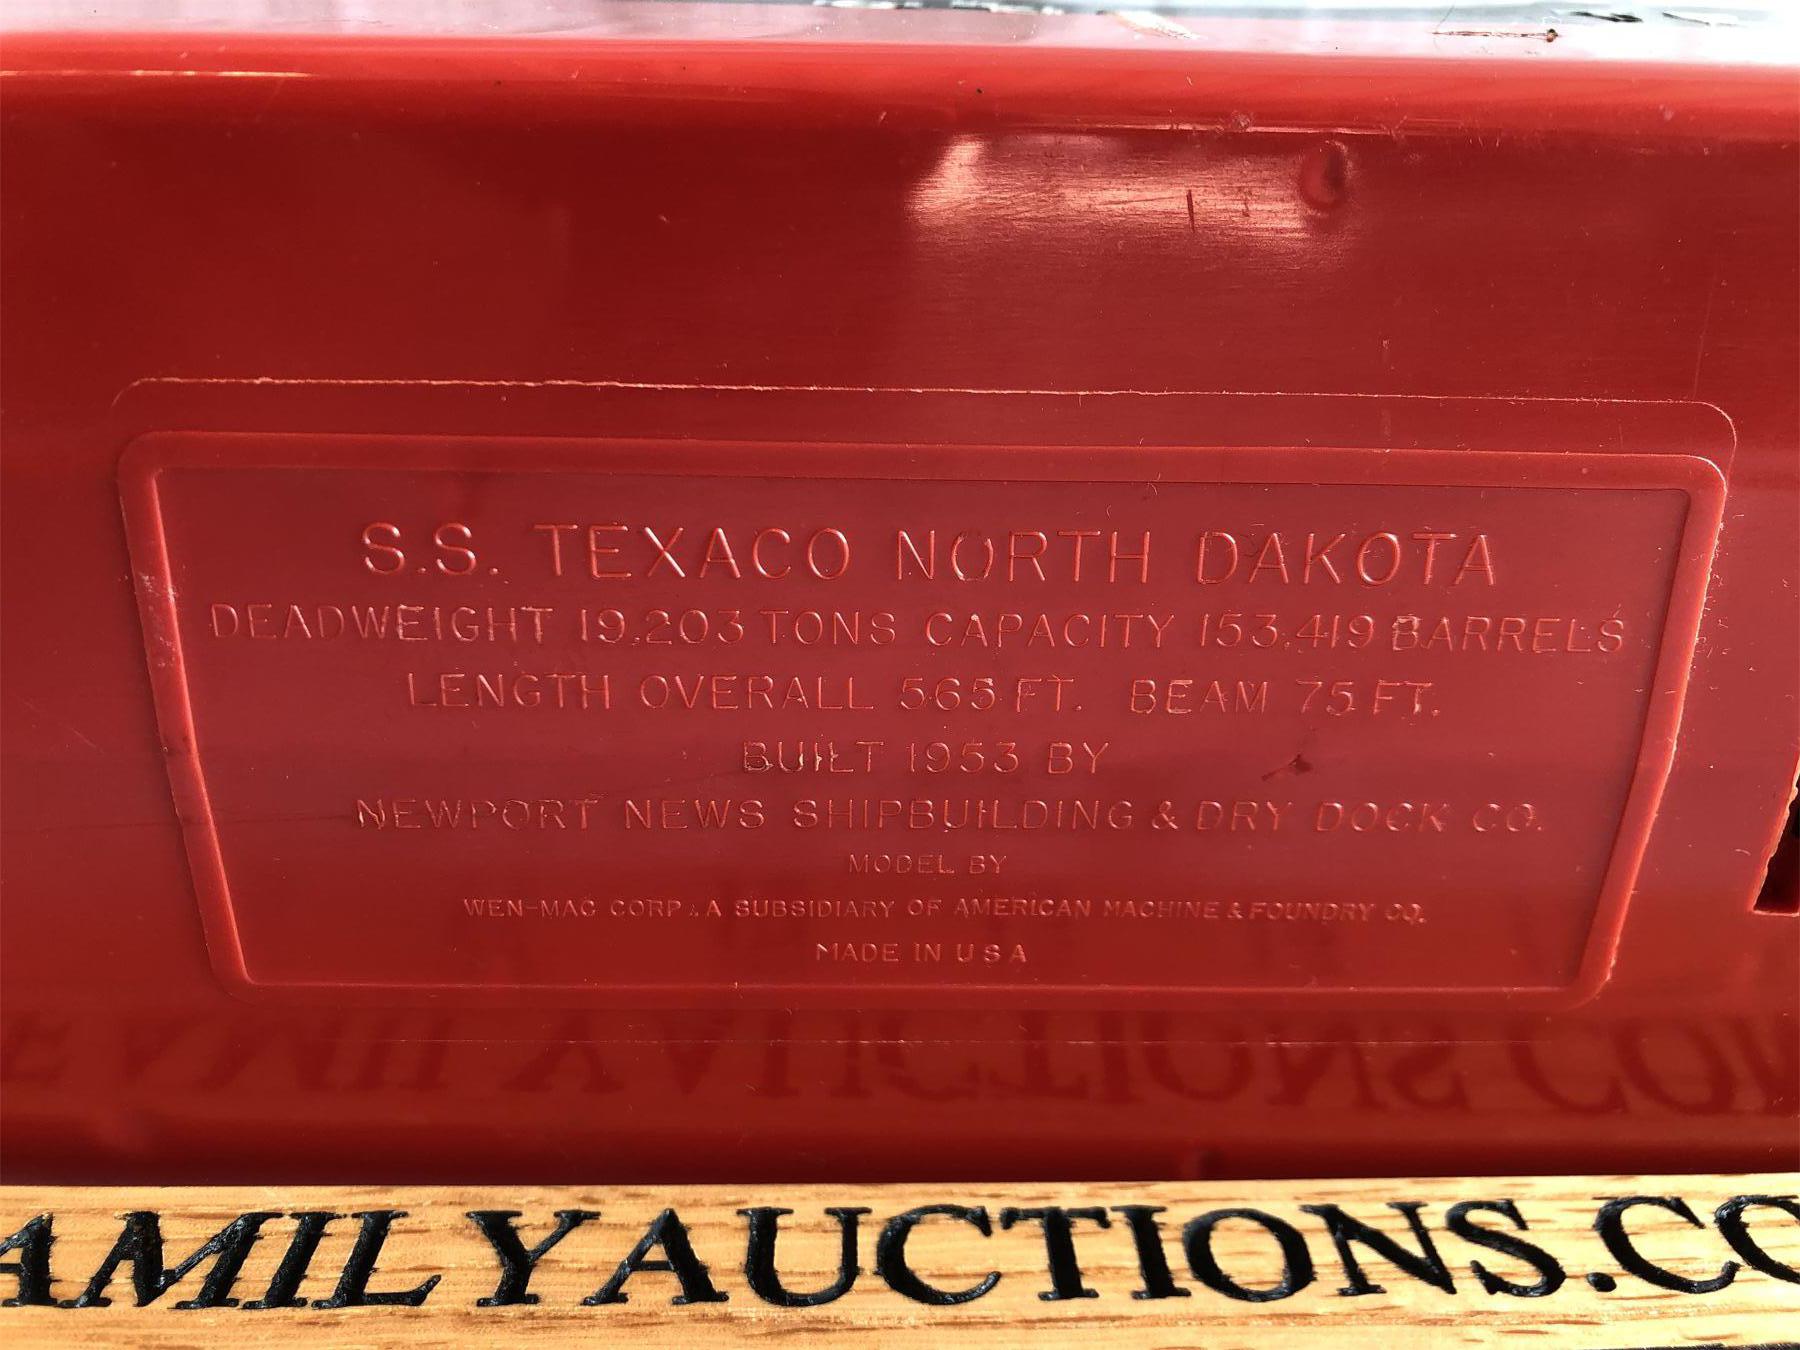 S.S. TEXACO NORTH DAKOTA
DEADWEIGHT 19,203 TONS CAPACITY 153,419 BARRELS
LENGTH OVERALL 565 FT. BEAM 75 FT.
BUILT 1953 BY
NEWPORT NEWS SHIPBUILDING & DRY DOCK CO.
MODEL BY
WEN-MAC CORP., A SUBSIDIARY OF AMERICAN MACHINE & FOUNDRY CO.
MADE IN U S A
AMILYAUCTIONS.CO